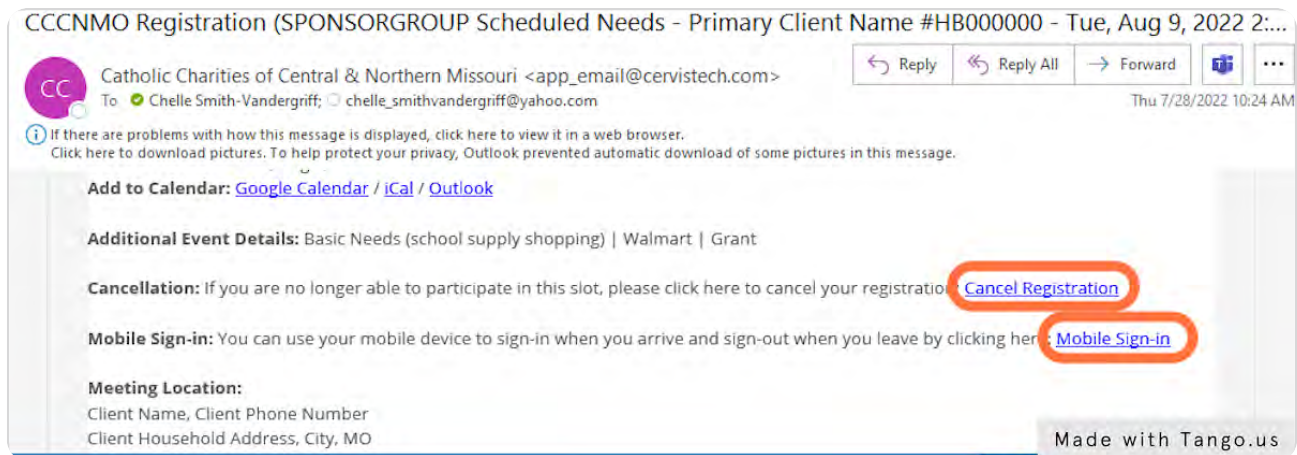 CCCNMO Registration (SPONSORGROUP Scheduled Needs - Primary Client Name #HB000000 - Tue, Aug 9, 2022 2:...
CC
Catholic Charities of Central & Northern Missouri <app_email@cervistech.com>
Reply
Reply All
Forward
...
To Chelle Smith-Vandergriff; chelle_smithvandergriff@yahoo.com
Thu 7/28/2022 10:24 AM
If there are problems with how this message is displayed, click here to view it in a web browser.
Click here to download pictures. To help protect your privacy, Outlook prevented automatic download of some pictures in this message.
Add to Calendar: Google Calendar / iCal / Outlook
Additional Event Details: Basic Needs (school supply shopping) | Walmart | Grant
Cancellation: If you are no longer able to participate in this slot, please click here to cancel your registration Cancel Registration
Mobile Sign-in: You can use your mobile device to sign-in when you arrive and sign-out when you leave by clicking here: Mobile Sign-in
Meeting Location:
Client Name, Client Phone Number
Client Household Address, City, MO
Made with Tango.us